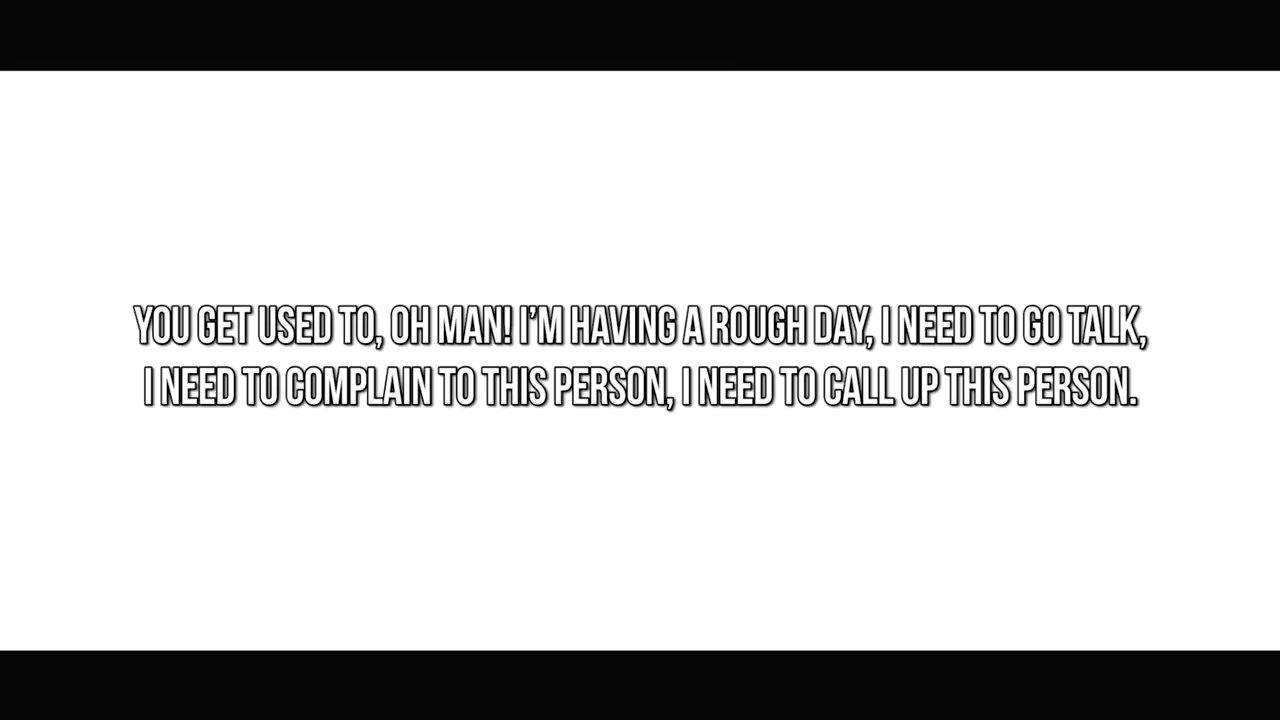 YOU GET USED TO, OH MAN! I'M HAVING A ROUGH DAY, I NEED TO GO TALK,
I NEED TO COMPLAIN TO THIS PERSON, I NEED TO CALL UP THIS PERSON.